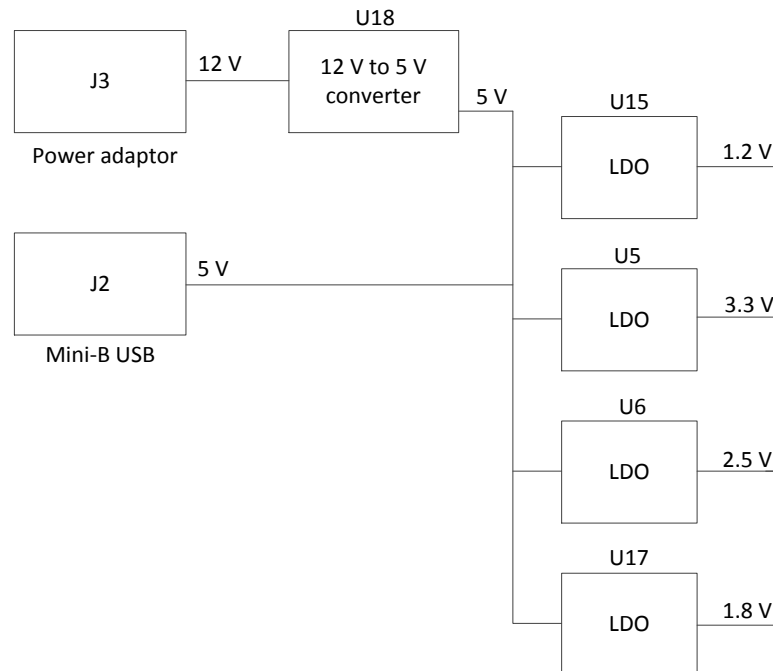 U18
J3
12 V
12 V to 5 V
converter
5 V
Power adaptor
U15
LDO
1.2 V
J2
5 V
Mini-B USB
U5
LDO
3.3 V
U6
LDO
2.5 V
U17
LDO
1.8 V